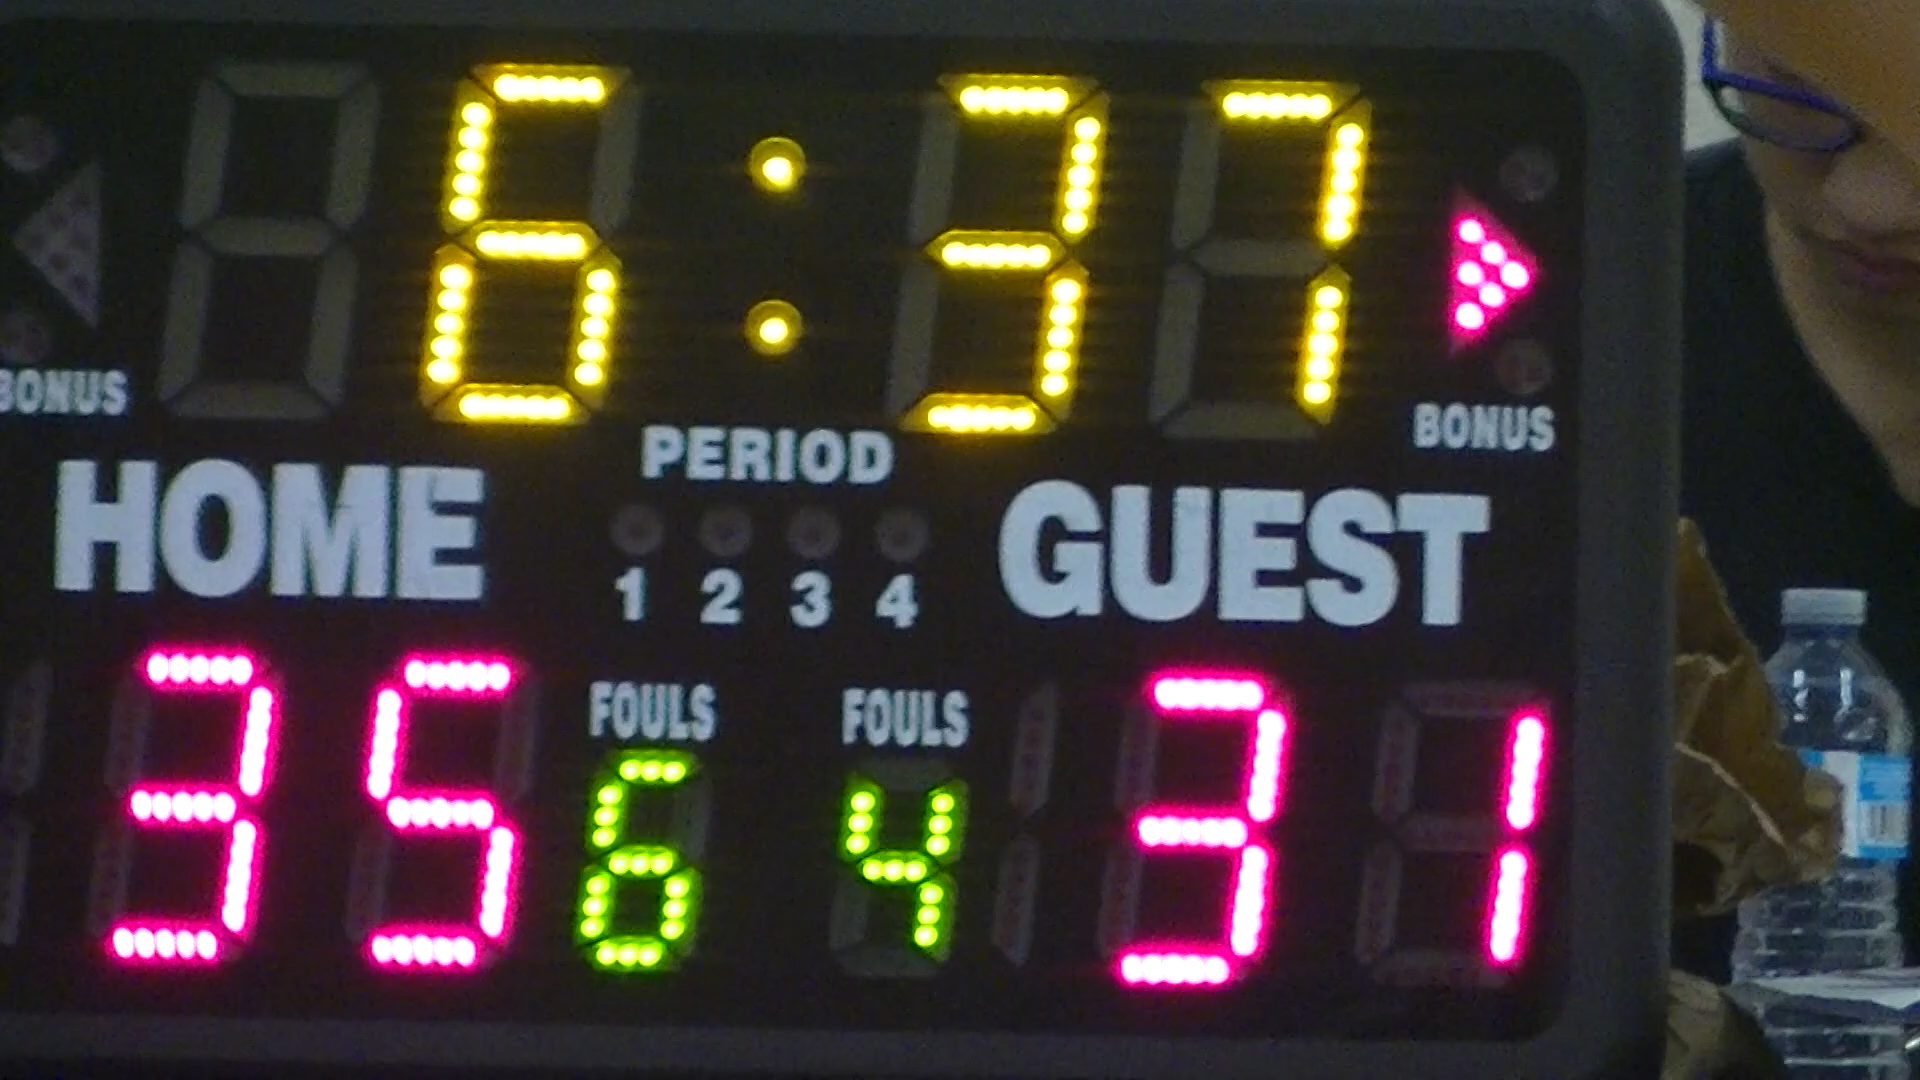 6:37
BONUS BONUS
PERIOD
HOME GUEST
1 2 3 4
FOULS FOULS
35 6 4 31